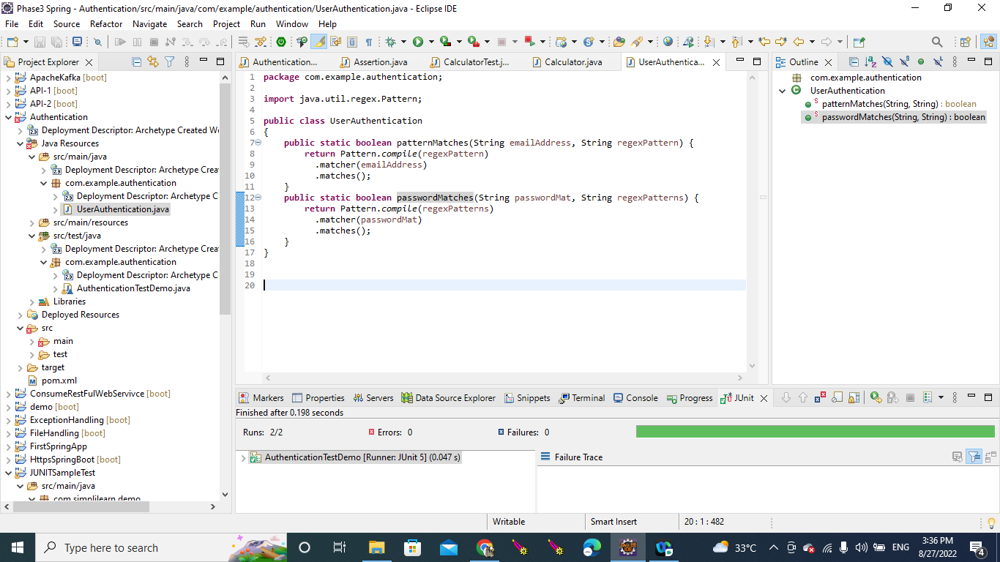 Phase3 Spring - Authentication/src/main/java/com/example/authentication/UserAuthentication.java - Eclipse IDE
File Edit Source Refactor Navigate Search Project Run Window Help
Project Explorer
ApacheKafka [boot]
API-1 [boot]
API-2 [boot]
Authentication
Deployment Descriptor: Archetype Created We
Java Resources
src/main/java
Deployment Descriptor: Archetype Crea
com.example.authentication
Deployment Descriptor: Archetype C
UserAuthentication.java
src/main/resources
src/test/java
Deployment Descriptor: Archetype Crea
com.example.authentication
Deployment Descriptor: Archetype C
AuthenticationTestDemo.java
Libraries
Deployed Resources
src
main
test
target
pom.xml
ConsumeRestFulWebServivce [boot]
demo [boot]
ExceptionHandling [boot]
FileHandling [boot]
FirstSpringApp
HttpsSpringBoot [boot]
JUNITSampleTest
src/main/java
com.simplilearn.demo
Authentication... Assertion.java CalculatorTest.j... Calculator.java UserAuthentica...
1 package com.example.authentication;
2
3 import java.util.regex.Pattern;
4
5 public class UserAuthentication
6 {
7 public static boolean patternMatches(String emailAddress, String regexPattern) {
8 return Pattern.compile(regexPattern)
9 .matcher(emailAddress)
10 .matches();
11 }
12 public static boolean passwordMatches(String passwordMat, String regexPatterns) {
13 return Pattern.compile(regexPatterns)
14 .matcher(passwordMat)
15 .matches();
16 }
17 }
18
19
20
Outline
com.example.authentication
UserAuthentication
patternMatches(String, String) : boolean
passwordMatches(String, String) : boolean
Markers Properties Servers Data Source Explorer Snippets Terminal Console Progress JUnit
Finished after 0.198 seconds
Runs: 2/2 Errors: 0 Failures: 0
AuthenticationTestDemo [Runner: JUnit 5] (0.047 s)
Failure Trace
Writable Smart Insert 20 : 1 : 482
Type here to search
33°C ENG
3:36 PM
8/27/2022
4